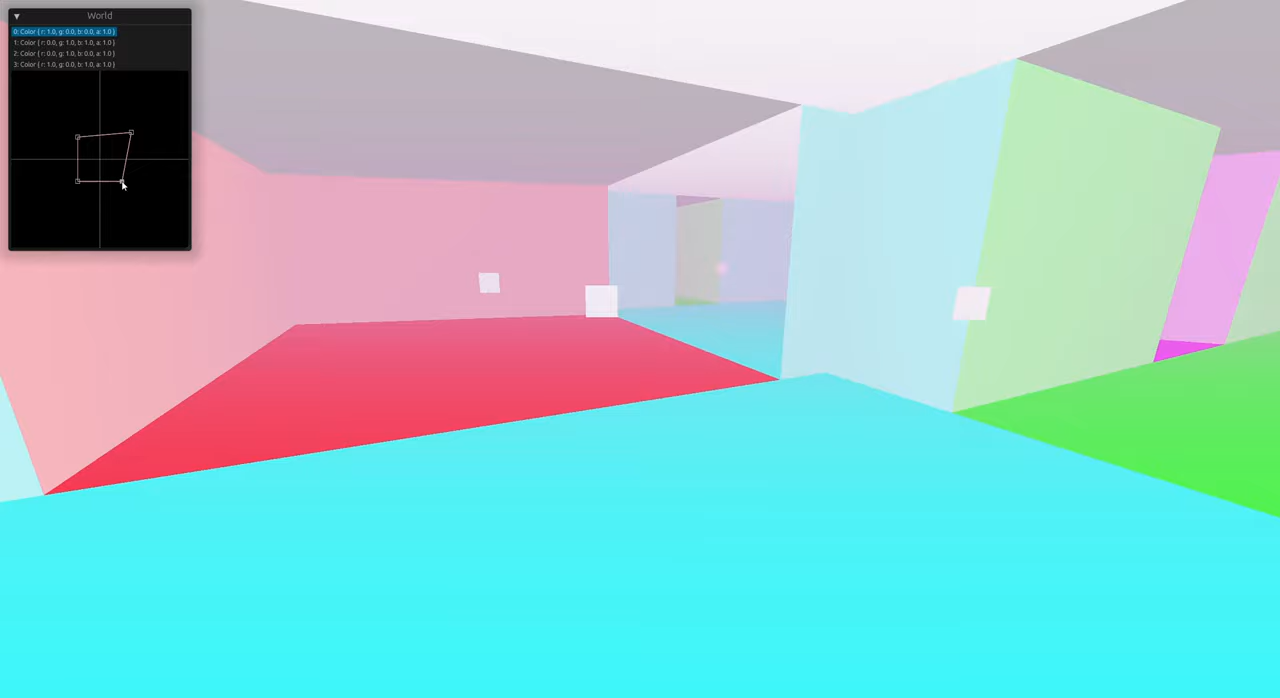 World
0: Color { r: 1.0, g: 0.0, b: 0.0, a: 1.0 }
1: Color { r: 0.0, g: 1.0, b: 1.0, a: 1.0 }
2: Color { r: 0.0, g: 1.0, b: 0.0, a: 1.0 }
3: Color { r: 1.0, g: 0.0, b: 1.0, a: 1.0 }